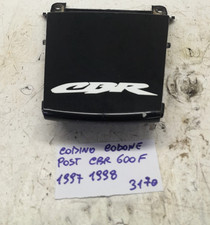 CBR
CODINO CODONE
POST CBR 600F
1997 1998
3170